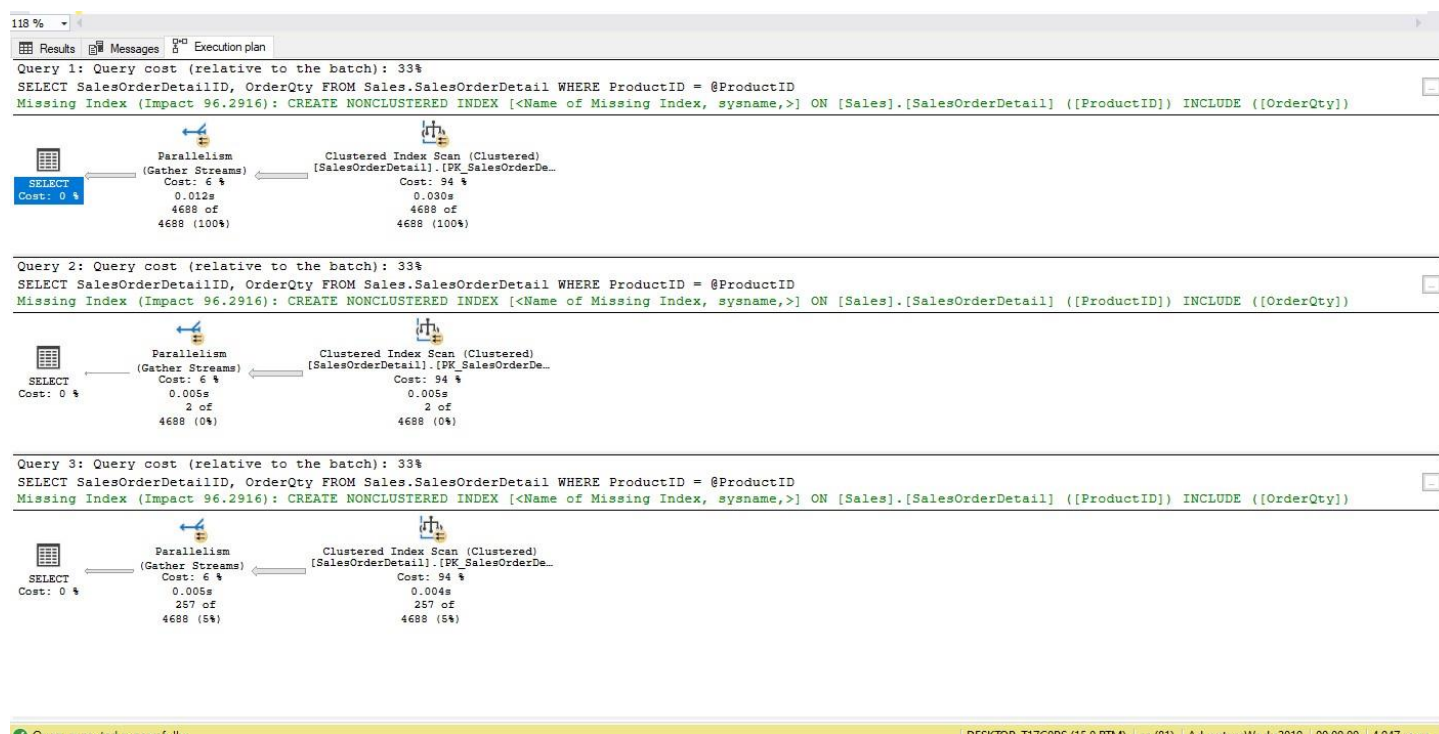 118 %
Results Messages Execution plan
Query 1: Query cost (relative to the batch): 33%
SELECT SalesOrderDetailID, OrderQty FROM Sales.SalesOrderDetail WHERE ProductID = @ProductID
Missing Index (Impact 96.2916): CREATE NONCLUSTERED INDEX [<Name of Missing Index, sysname,>] ON [Sales].[SalesOrderDetail] ([ProductID]) INCLUDE ([OrderQty])
SELECT
Cost: 0 %
Parallelism
(Gather Streams)
Cost: 6 %
0.012s
4688 of
4688 (100%)
Clustered Index Scan (Clustered)
[SalesOrderDetail].[PK_SalesOrderDe…
Cost: 94 %
0.030s
4688 of
4688 (100%)
Query 2: Query cost (relative to the batch): 33%
SELECT SalesOrderDetailID, OrderQty FROM Sales.SalesOrderDetail WHERE ProductID = @ProductID
Missing Index (Impact 96.2916): CREATE NONCLUSTERED INDEX [<Name of Missing Index, sysname,>] ON [Sales].[SalesOrderDetail] ([ProductID]) INCLUDE ([OrderQty])
SELECT
Cost: 0 %
Parallelism
(Gather Streams)
Cost: 6 %
0.005s
2 of
4688 (0%)
Clustered Index Scan (Clustered)
[SalesOrderDetail].[PK_SalesOrderDe…
Cost: 94 %
0.005s
2 of
4688 (0%)
Query 3: Query cost (relative to the batch): 33%
SELECT SalesOrderDetailID, OrderQty FROM Sales.SalesOrderDetail WHERE ProductID = @ProductID
Missing Index (Impact 96.2916): CREATE NONCLUSTERED INDEX [<Name of Missing Index, sysname,>] ON [Sales].[SalesOrderDetail] ([ProductID]) INCLUDE ([OrderQty])
SELECT
Cost: 0 %
Parallelism
(Gather Streams)
Cost: 6 %
0.005s
257 of
4688 (5%)
Clustered Index Scan (Clustered)
[SalesOrderDetail].[PK_SalesOrderDe…
Cost: 94 %
0.004s
257 of
4688 (5%)